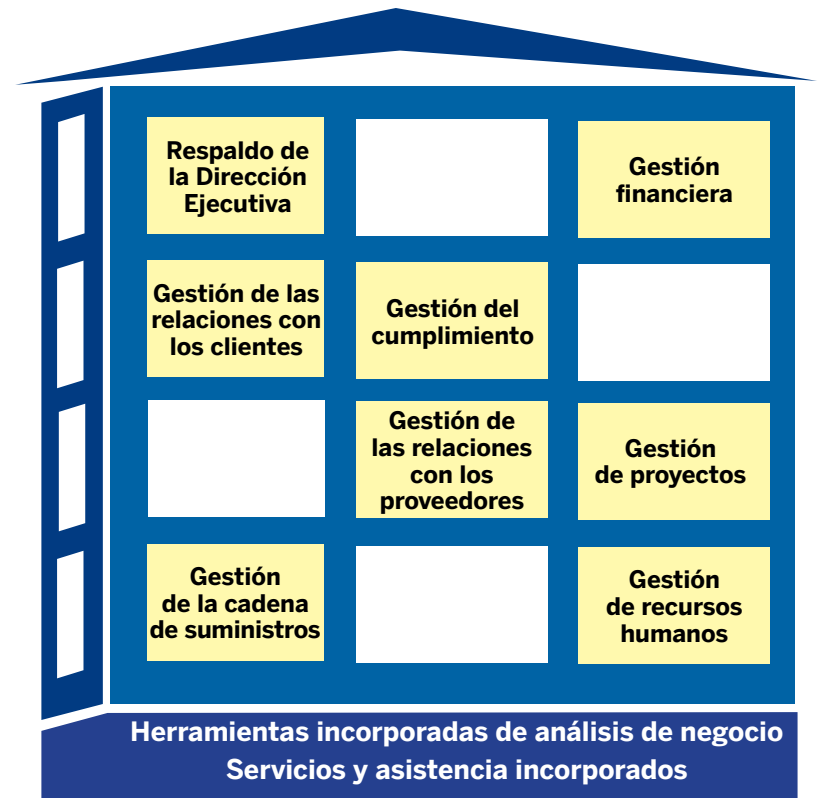 Respaldo de
la Dirección
Ejecutiva
Gestión
financiera
Gestión de las
relaciones con
los clientes
Gestión del
cumplimiento
Gestión de
las relaciones
con los
proveedores
Gestión
de proyectos
Gestión
de la cadena
de suministros
Gestión
de recursos
humanos
Herramientas incorporadas de análisis de negocio
Servicios y asistencia incorporados